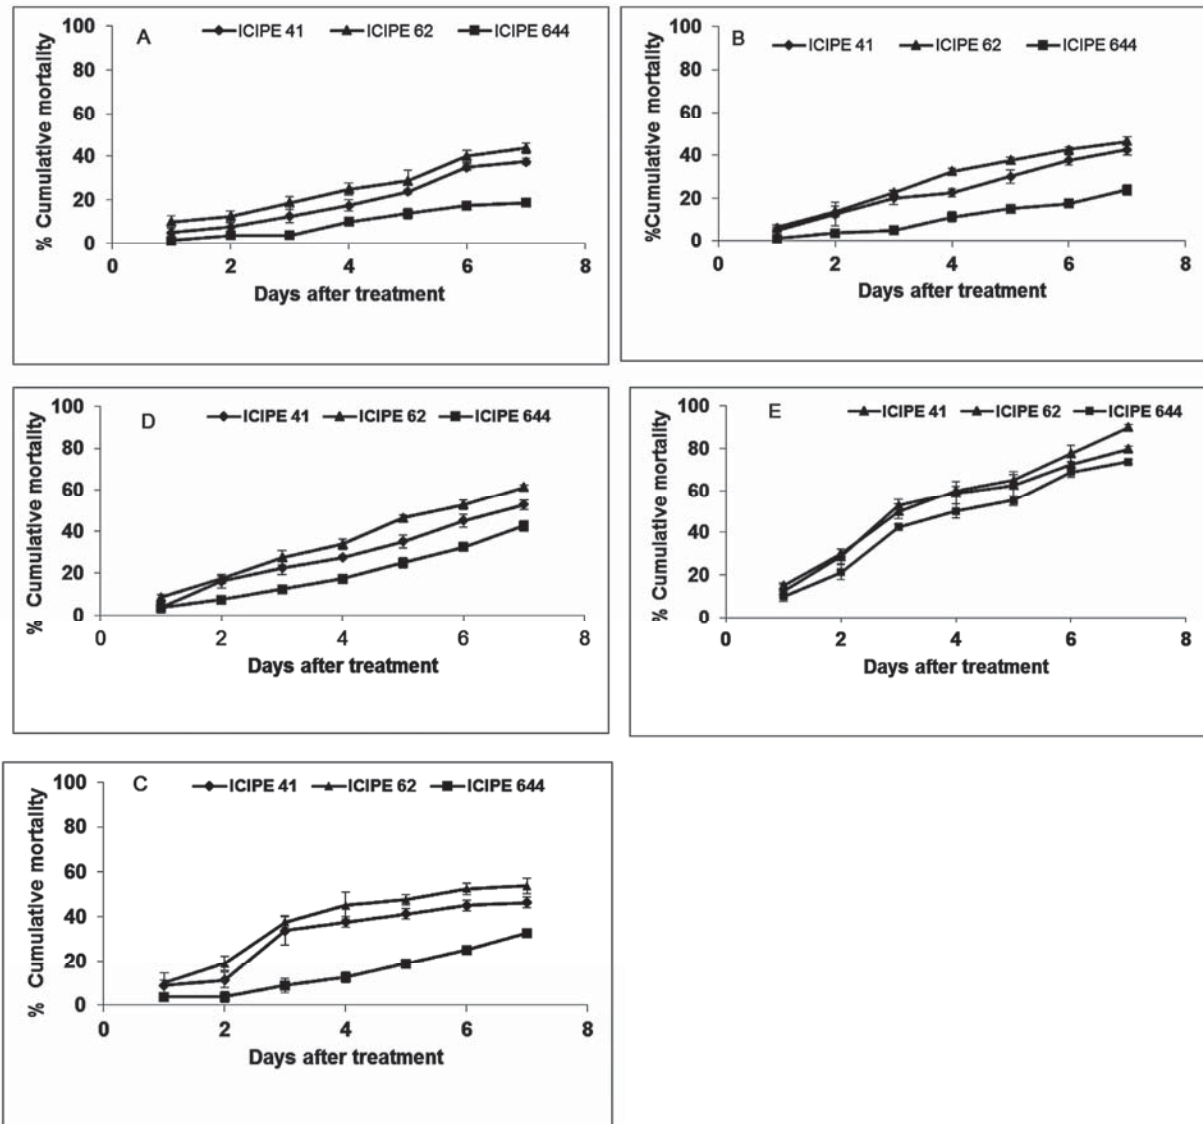 A
ICIPE 41 ICIPE 62 ICIPE 644
% Cumulative mortality
100
80
60
40
20
0
0 2 4 6 8
Days after treatment
B
ICIPE 41 ICIPE 62 ICIPE 644
%Cumulative mortality
100
80
60
40
20
0
0 2 4 6 8
Days after treatment
D
ICIPE 41 ICIPE 62 ICIPE 644
% Cumulative mortality
100
80
60
40
20
0
0 2 4 6 8
Days after treatment
E
ICIPE 41 ICIPE 62 ICIPE 644
% Cumulative mortality
100
80
60
40
20
0
0 2 4 6 8
Days after treatment
C
ICIPE 41 ICIPE 62 ICIPE 644
% Cumulative mortality
100
80
60
40
20
0
0 2 4 6 8
Days after treatment